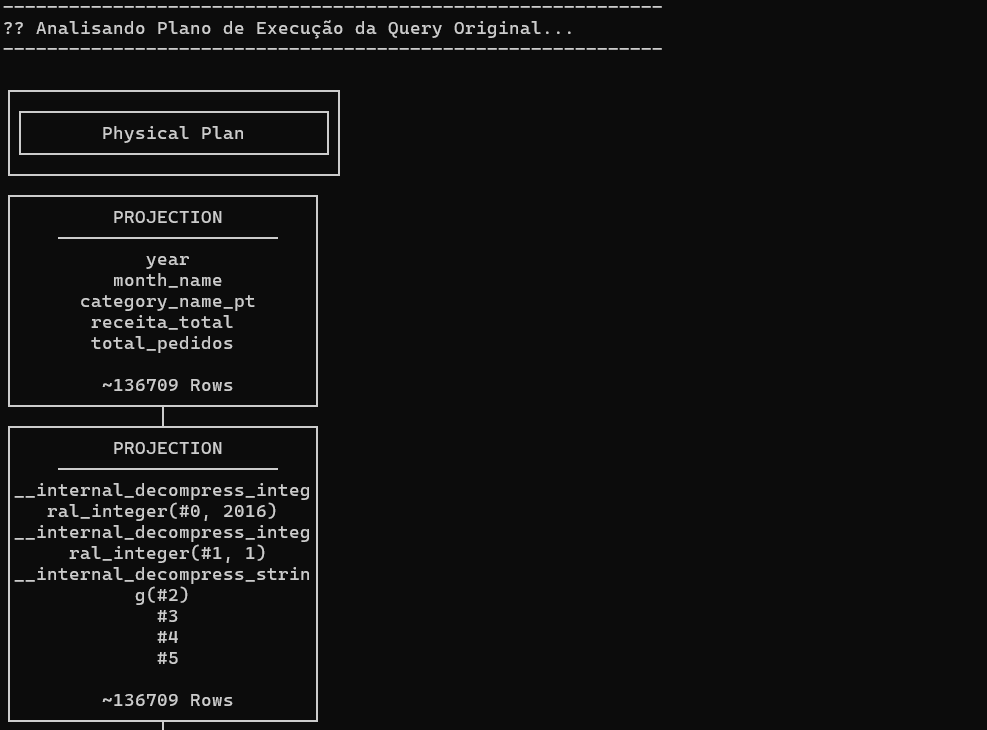 ------------------------------------------------------------
?? Analisando Plano de Execução da Query Original...
------------------------------------------------------------
Physical Plan
PROJECTION
year
month_name
category_name_pt
receita_total
total_pedidos
~136709 Rows
PROJECTION
__internal_decompress_integ
ral_integer(#0, 2016)
__internal_decompress_integ
ral_integer(#1, 1)
__internal_decompress_strin
g(#2)
#3
#4
#5
~136709 Rows